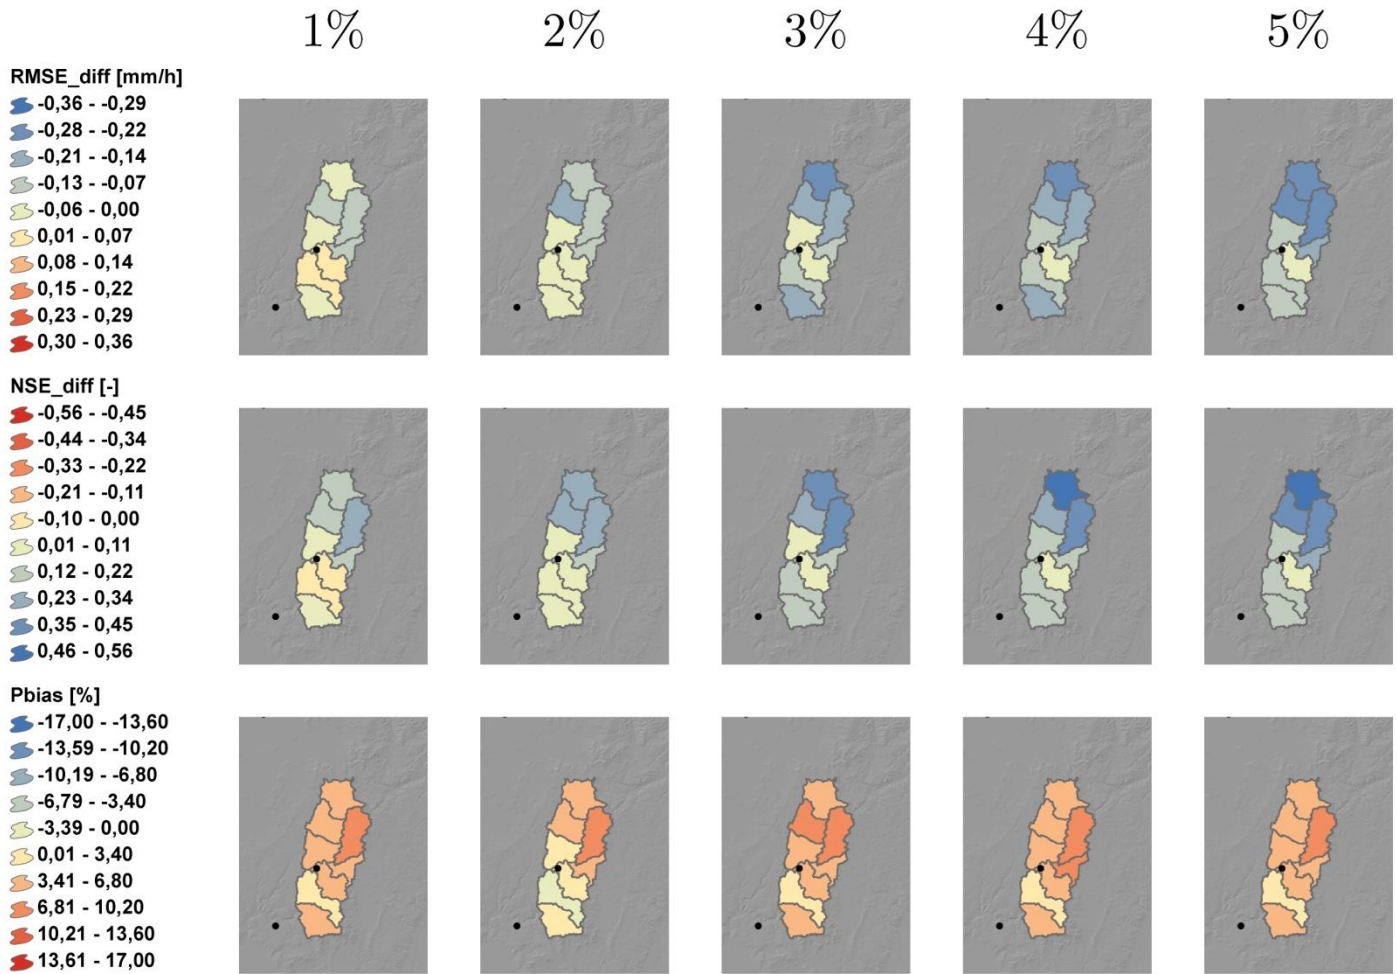 1% 2% 3% 4% 5%
RMSE_diff [mm/h]
-0,36 - -0,29
-0,28 - -0,22
-0,21 - -0,14
-0,13 - -0,07
-0,06 - 0,00
0,01 - 0,07
0,08 - 0,14
0,15 - 0,22
0,23 - 0,29
0,30 - 0,36
NSE_diff [-]
-0,56 - -0,45
-0,44 - -0,34
-0,33 - -0,22
-0,21 - -0,11
-0,10 - 0,00
0,01 - 0,11
0,12 - 0,22
0,23 - 0,34
0,35 - 0,45
0,46 - 0,56
Pbias [%]
-17,00 - -13,60
-13,59 - -10,20
-10,19 - -6,80
-6,79 - -3,40
-3,39 - 0,00
0,01 - 3,40
3,41 - 6,80
6,81 - 10,20
10,21 - 13,60
13,61 - 17,00